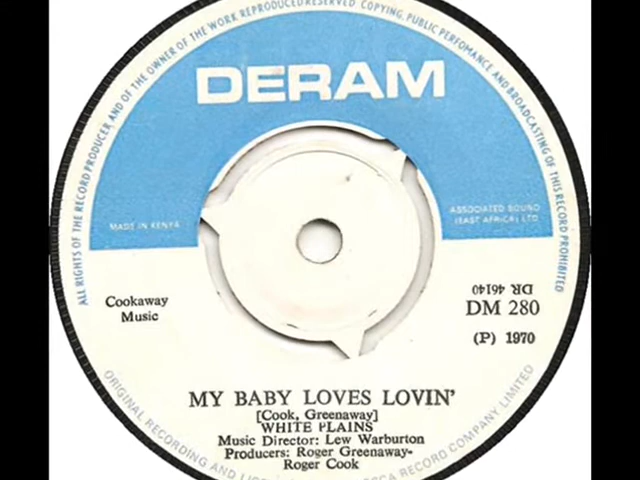 ALL RIGHTS OF THE RECORD PRODUCER AND OF THE OWNER OF THE WORK REPRODUCED RESERVED COPYING, PUBLIC PERFOMANCE AND BROADCASTING OF THIS RECORD PROHIBITED
DERAM
MADE IN KENYA
ASSOCIATED SOUND
(EAST AFRICA) LTD
Cookaway
Music
DR 46140
DM 280
(P) 1970
MY BABY LOVES LOVIN'
[Cook, Greenaway]
WHITE PLAINS
Music Director: Lew Warburton
Producers: Roger Greenaway-
Roger Cook
ORIGINAL RECORDING AND RECORD COMPANY LIMITED